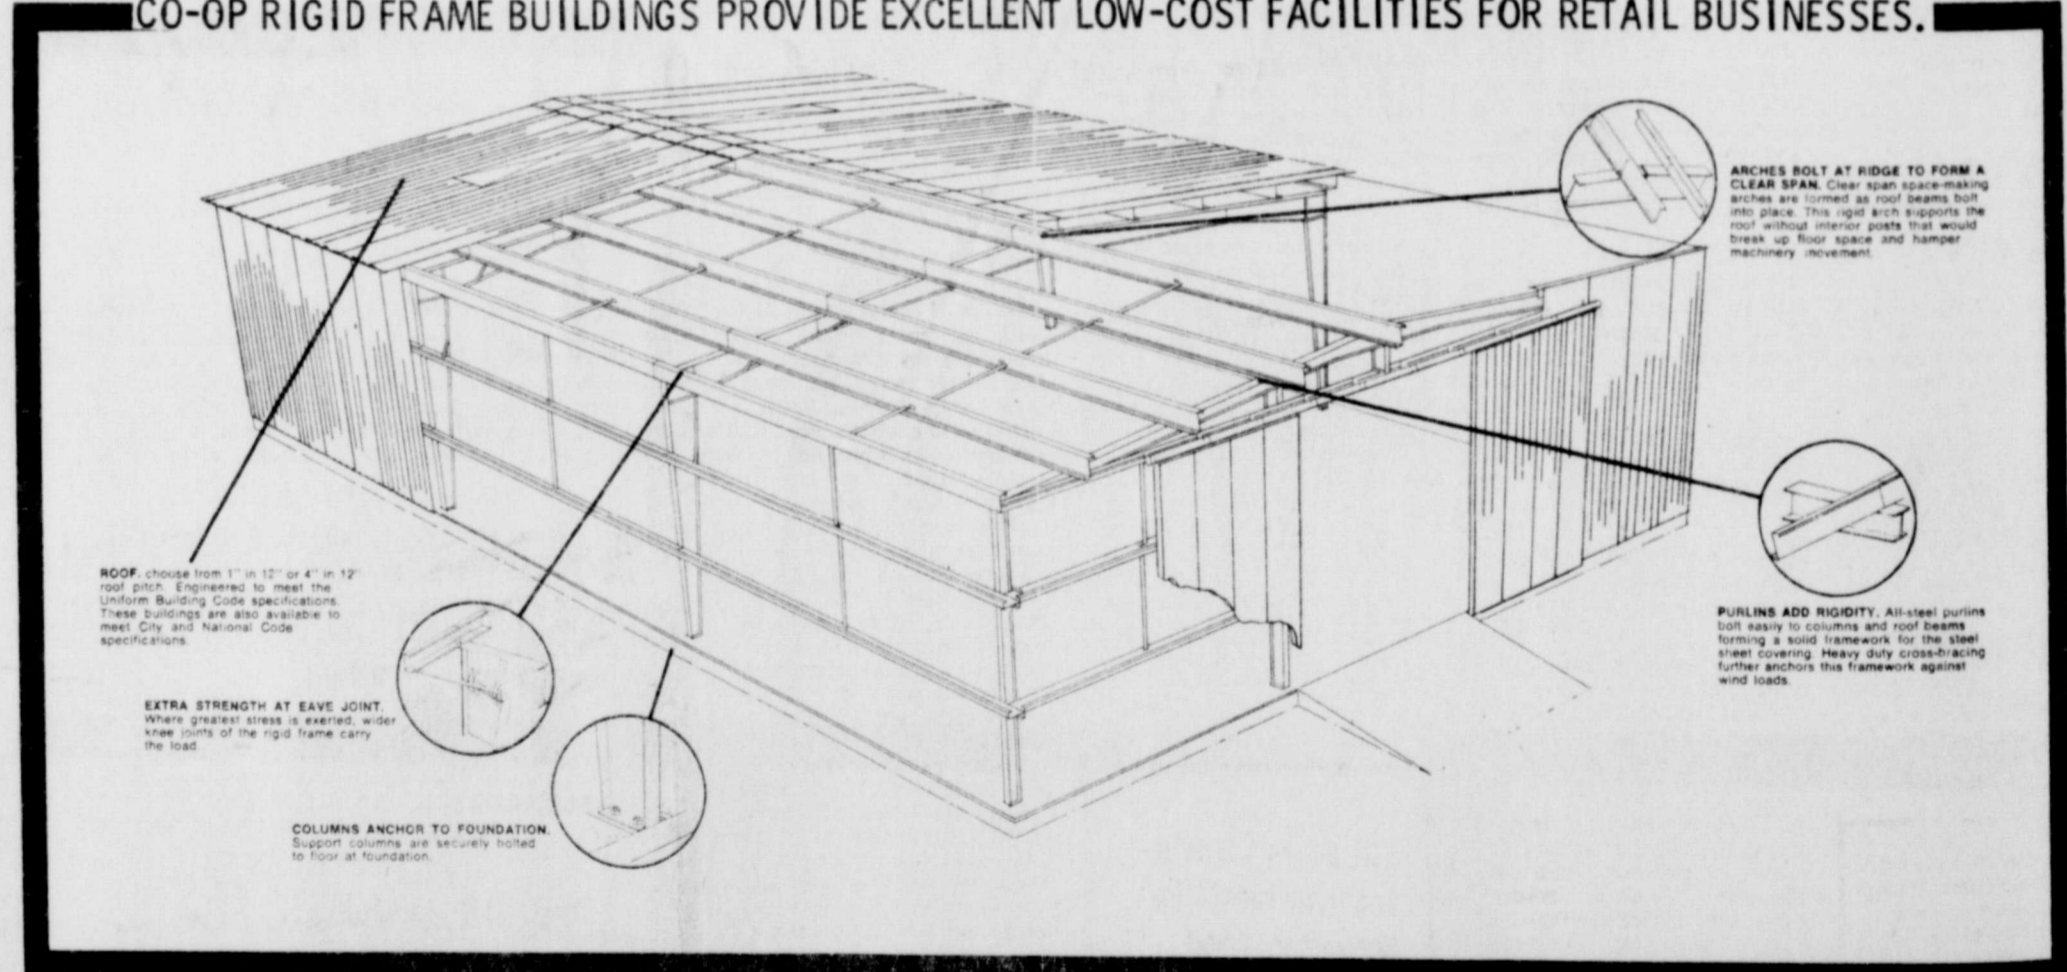 CO-OP RIGID FRAME BUILDINGS PROVIDE EXCELLENT LOW-COST FACILITIES FOR RETAIL BUSINESSES.
ARCHES BOLT AT RIDGE TO FORM A
CLEAR SPAN. Clear span space-making
arches are formed as roof beams bolt
into place. This rigid arch supports the
roof without interior posts that would
break up floor space and hamper
machinery movement.
ROOF, choose from 1" in 12" or 4" in 12"
roof pitch. Engineered to meet the
Uniform Building Code specifications.
These buildings are also available to
meet City and National Code
specifications.
PURLINS ADD RIGIDITY. All-steel purlins
bolt easily to columns and roof beams
forming a solid framework for the steel
sheet covering. Heavy duty cross-bracing
further anchors this framework against
wind loads.
EXTRA STRENGTH AT EAVE JOINT.
Where greatest stress is exerted, wider
knee joints of the rigid frame carry
the load.
COLUMNS ANCHOR TO FOUNDATION.
Support columns are securely bolted
to floor at foundation.